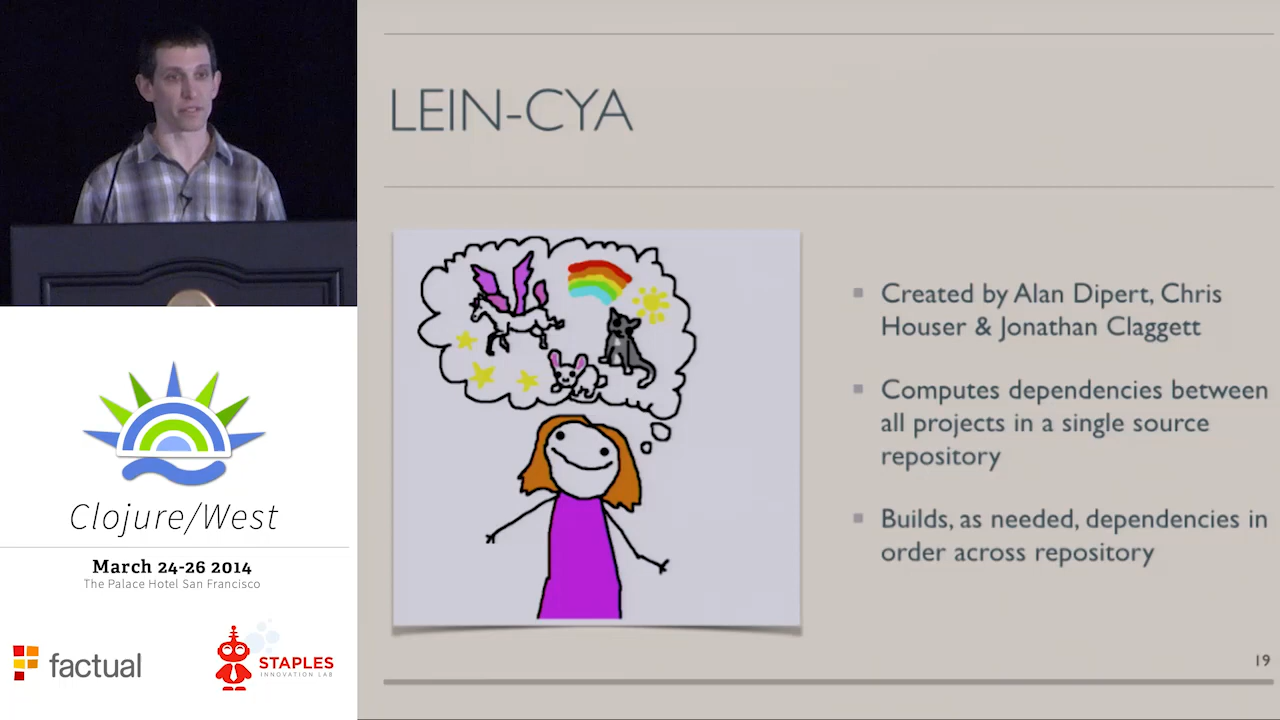 LEIN-CYA
Created by Alan Dipert, Chris
Houser & Jonathan Claggett
Computes dependencies between
all projects in a single source
repository
Builds, as needed, dependencies in
order across repository
19
Clojure/West
March 24-26 2014
The Palace Hotel San Francisco
factual
STAPLES
INNOVATION LAB